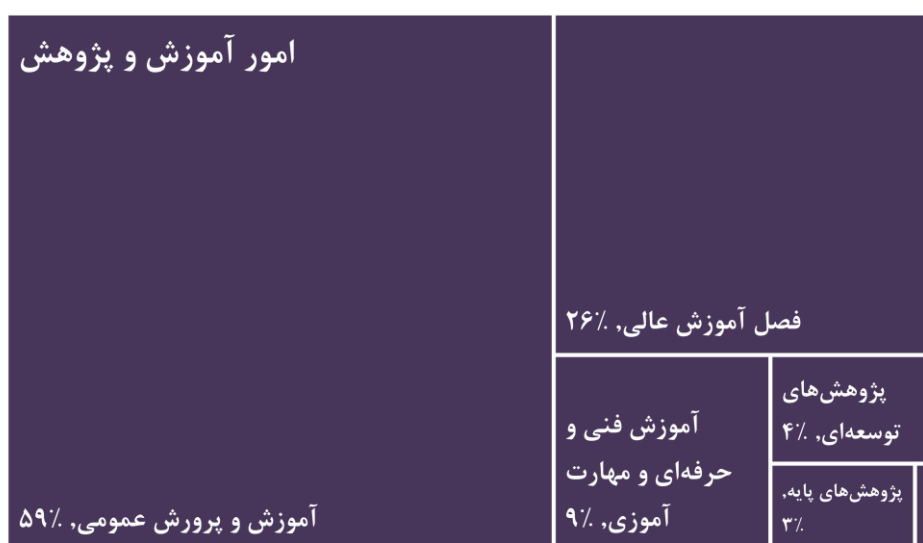 امور آموزش و پژوهش
آموزش و پرورش عمومی, ۵۹٪
فصل آموزش عالی, ۲۶٪
آموزش فنی و
حرفه‌ای و مهارت
آموزی, ۹٪
پژوهش‌های
توسعه‌ای, ۴٪
پژوهش‌های پایه,
۳٪